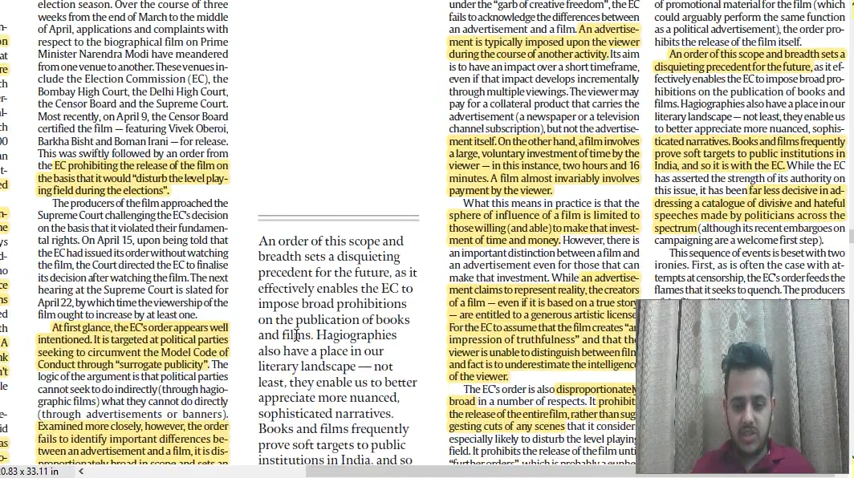 on
at
re
er-
al-
ch
00
an
t-
ed
election season. Over the course of three
weeks from the end of March to the middle
of April, applications and complaints with
respect to the biographical film on Prime
Minister Narendra Modi have meandered
from one venue to another. These venues in-
clude the Election Commission (EC), the
Bombay High Court, the Delhi High Court,
the Censor Board and the Supreme Court.
Most recently, on April 9, the Censor Board
certified the film — featuring Vivek Oberoi,
Barkha Bisht and Boman Irani — for release.
This was swiftly followed by an order from
the EC prohibiting the release of the film on
the basis that it would "disturb the level play-
ing field during the elections".
The producers of the film approached the
Supreme Court challenging the EC's decision
on the basis that it violated their fundamen-
tal rights. On April 15, upon being told that
the EC had issued its order without watching
the film, the Court directed the EC to finalise
its decision after watching the film. The next
hearing at the Supreme Court is slated for
April 22, by which time the viewership of the
film ought to increase by at least one.
At first glance, the EC's order appears well
intentioned. It is targeted at political parties
seeking to circumvent the Model Code of
Conduct through "surrogate publicity". The
logic of the argument is that political parties
cannot seek to do indirectly (through hagio-
graphic films) what they cannot do directly
(through advertisements or banners).
Examined more closely, however, the order
fails to identify important differences be-
tween an advertisement and a film, it is dis-
proportionately broad in scope and sets an
20.83 x 33.11 in
An order of this scope and
breadth sets a disquieting
precedent for the future, as it
effectively enables the EC to
impose broad prohibitions
on the publication of books
and films. Hagiographies
also have a place in our
literary landscape — not
least, they enable us to better
appreciate more nuanced,
sophisticated narratives.
Books and films frequently
prove soft targets to public
institutions in India, and so
under the "garb of creative freedom", the EC
fails to acknowledge the differences between
an advertisement and a film. An advertise-
ment is typically imposed upon the viewer
during the course of another activity. Its aim
is to have an impact over a short timeframe,
even if that impact develops incrementally
through multiple viewings. The viewer may
pay for a collateral product that carries the
advertisement (a newspaper or a television
channel subscription), but not the advertise-
ment itself. On the other hand, a film involves
a large, voluntary investment of time by the
viewer — in this instance, two hours and 16
minutes. A film almost invariably involves
payment by the viewer.
What this means in practice is that the
sphere of influence of a film is limited to
those willing (and able) to make that invest-
ment of time and money. However, there is
an important distinction between a film and
an advertisement even for those that can
make that investment. While an advertise-
ment claims to represent reality, the creators
of a film — even if it is based on a true story
— are entitled to a generous artistic license
For the EC to assume that the film creates "an
impression of truthfulness" and that the
viewer is unable to distinguish between film
and fact is to underestimate the intelligence
of the viewer.
The EC's order is also disproportionately
broad in a number of respects. It prohibit
the release of the entire film, rather than sug
gesting cuts of any scenes that it consider
especially likely to disturb the level playing
field. It prohibits the release of the film until
"further orders", which is probably a
of promotional material for the film (which
could arguably perform the same function
as a political advertisement), the order pro-
hibits the release of the film itself.
An order of this scope and breadth sets a
disquieting precedent for the future, as it ef-
fectively enables the EC to impose broad pro-
hibitions on the publication of books and
films. Hagiographies also have a place in our
literary landscape — not least, they enable us
to better appreciate more nuanced, sophis-
ticated narratives. Books and films frequently
prove soft targets to public institutions in
India, and so it is with the EC. While the EC
has asserted the strength of its authority on
this issue, it has been far less decisive in ad-
dressing a catalogue of divisive and hateful
speeches made by politicians across the
spectrum (although its recent embargoes on
campaigning are a welcome first step).
This sequence of events is beset with two
ironies. First, as is often the case with at-
tempts at censorship, the EC's order feeds the
flames that it seeks to quench. The producers